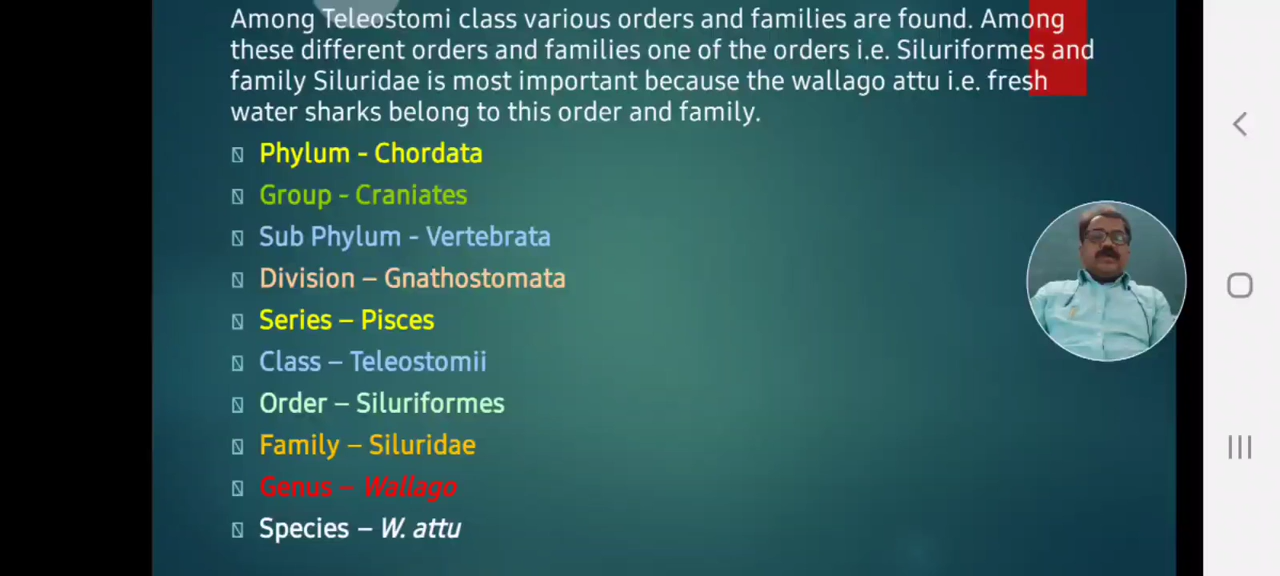 Among Teleostomi class various orders and families are found. Among
these different orders and families one of the orders i.e. Siluriformes and
family Siluridae is most important because the wallago attu i.e. fresh
water sharks belong to this order and family.
Phylum - Chordata
Group - Craniates
Sub Phylum - Vertebrata
Division – Gnathostomata
Series – Pisces
Class – Teleostomii
Order – Siluriformes
Family – Siluridae
Genus – Wallago
Species – W. attu